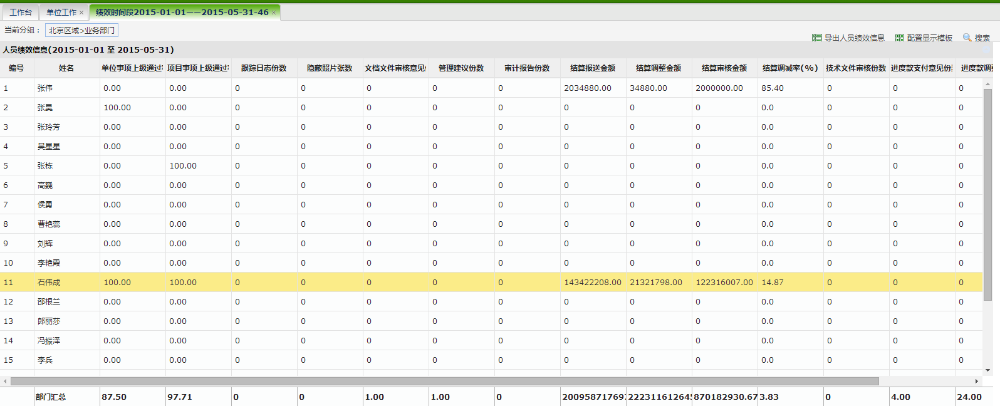 工作台 单位工作 × 绩效时间段2015-01-01——2015-05-31-46 ×
当前分组： 北京区域>业务部门
导出人员绩效信息 配置显示模板 搜索
人员绩效信息(2015-01-01 至 2015-05-31)
编号 姓名 单位事项上级通过率 项目事项上级通过率 跟踪日志份数 隐蔽照片张数 文档文件审核意见份 管理建议份数 审计报告份数 结算报送金额 结算调整金额 结算审核金额 结算调减率(%) 技术文件审核份数 进度款支付意见份数 进度款调整
1 张伟 0.00 0.00 0 0 0 0 0 2034880.00 34880.00 2000000.00 85.40 0 0 0
2 张昊 100.00 0.00 0 0 0 0 0 0 0 0 0.0 0 0 0
3 张玲芳 0.00 0.00 0 0 0 0 0 0 0 0 0.0 0 0 0
4 吴星星 0.00 0.00 0 0 0 0 0 0 0 0 0.0 0 0 0
5 张栋 0.00 100.00 0 0 0 0 0 0 0 0 0.0 0 0 0
6 高巍 0.00 0.00 0 0 0 0 0 0 0 0 0.0 0 0 0
7 侯勇 0.00 0.00 0 0 0 0 0 0 0 0 0.0 0 0 0
8 曹艳蕊 0.00 0.00 0 0 0 0 0 0 0 0 0.0 0 0 0
9 刘辉 0.00 0.00 0 0 0 0 0 0 0 0 0.0 0 0 0
10 李艳霞 0.00 0.00 0 0 0 0 0 0 0 0 0.0 0 0 0
11 石伟成 100.00 100.00 0 0 0 0 0 143422208.00 21321798.00 122316007.00 14.87 0 0 0
12 邵根兰 0.00 0.00 0 0 0 0 0 0 0 0 0.0 0 0 0
13 郎丽莎 0.00 0.00 0 0 0 0 0 0 0 0 0.0 0 0 0
14 冯振泽 0.00 0.00 0 0 0 0 0 0 0 0 0.0 0 0 0
15 李兵 0.00 0.00 0 0 0 0 0 0 0 0 0.0 0 0 0
部门汇总 87.50 97.71 0 0 1.00 1.00 0 200958717697 222311612645 870182930.67 3.83 0 4.00 24.00